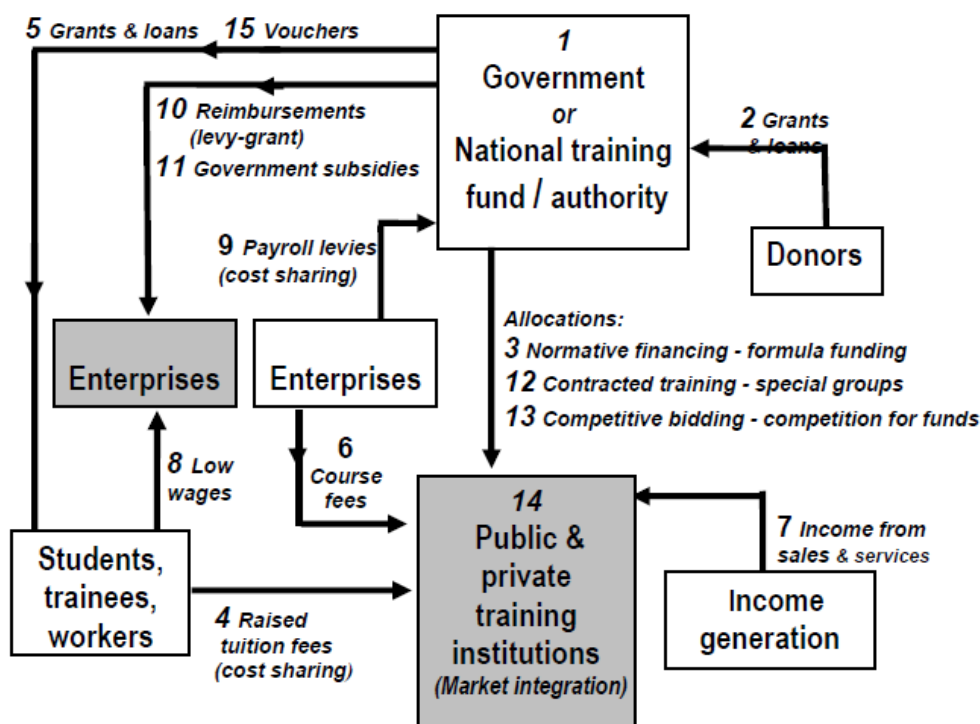 5 Grants & loans 15 Vouchers
1
Government
or
National training
fund / authority
10 Reimbursements
(levy-grant)
11 Government subsidies
2 Grants
& loans
Donors
9 Payroll levies
(cost sharing)
Allocations:
3 Normative financing - formula funding
12 Contracted training - special groups
13 Competitive bidding - competition for funds
Enterprises
Enterprises
8 Low
wages
6
Course
fees
14
Public &
private
training
institutions
(Market integration)
7 Income from
sales & services
Income
generation
Students,
trainees,
workers
4 Raised
tuition fees
(cost sharing)